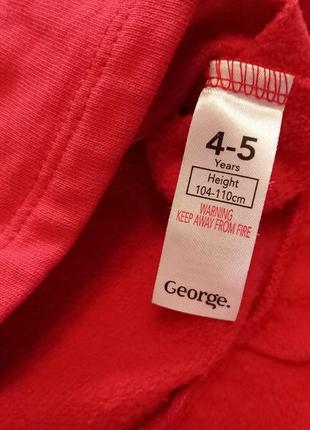 4-5
Years
Height
104-110cm
WARNING
KEEP AWAY FROM FIRE
George.